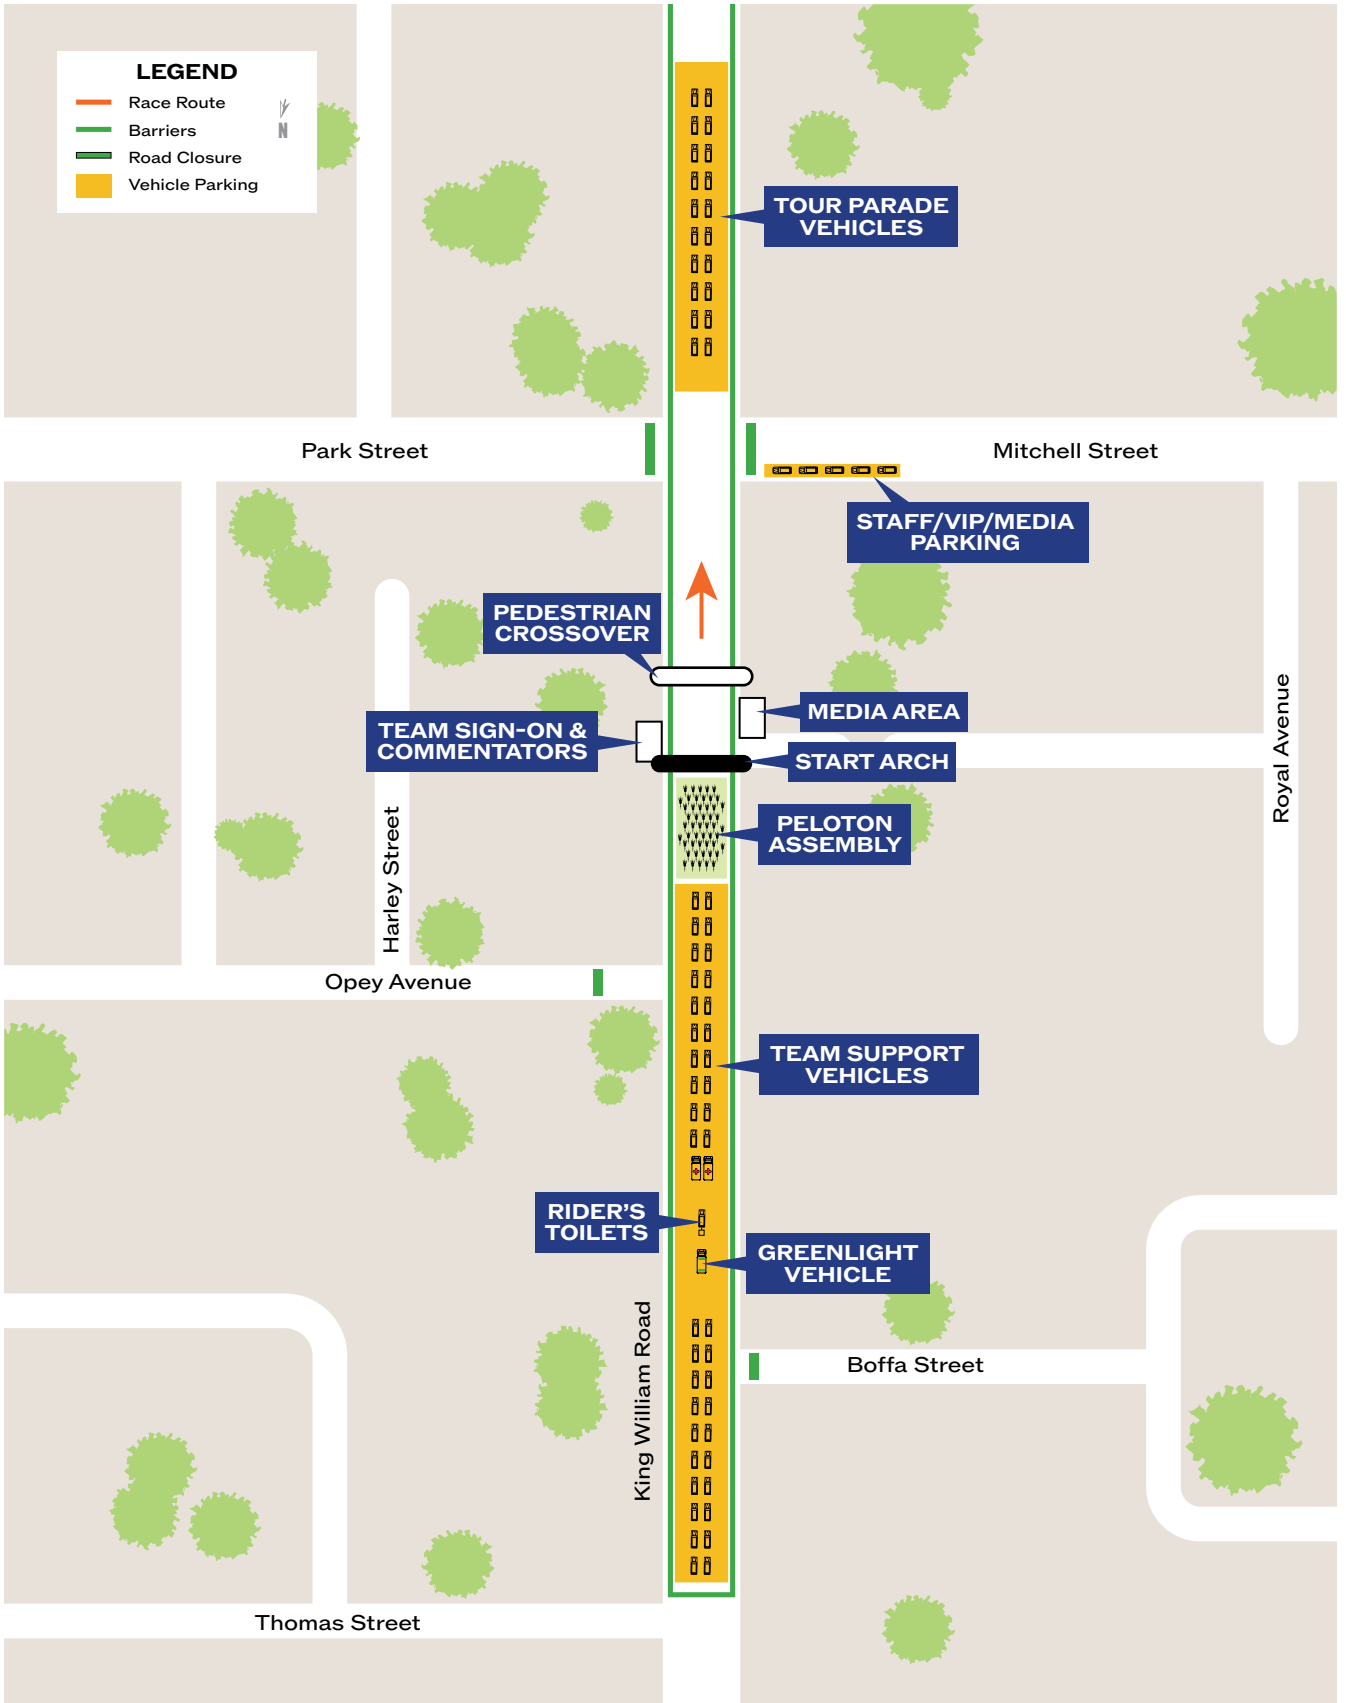 LEGEND
Race Route
Barriers
Road Closure
Vehicle Parking
N
TOUR PARADE
VEHICLES
Park Street
Mitchell Street
STAFF/VIP/MEDIA
PARKING
PEDESTRIAN
CROSSOVER
MEDIA AREA
TEAM SIGN-ON &
COMMENTATORS
START ARCH
Royal Avenue
PELOTON
ASSEMBLY
Harley Street
Opey Avenue
TEAM SUPPORT
VEHICLES
RIDER'S
TOILETS
GREENLIGHT
VEHICLE
King William Road
Boffa Street
Thomas Street